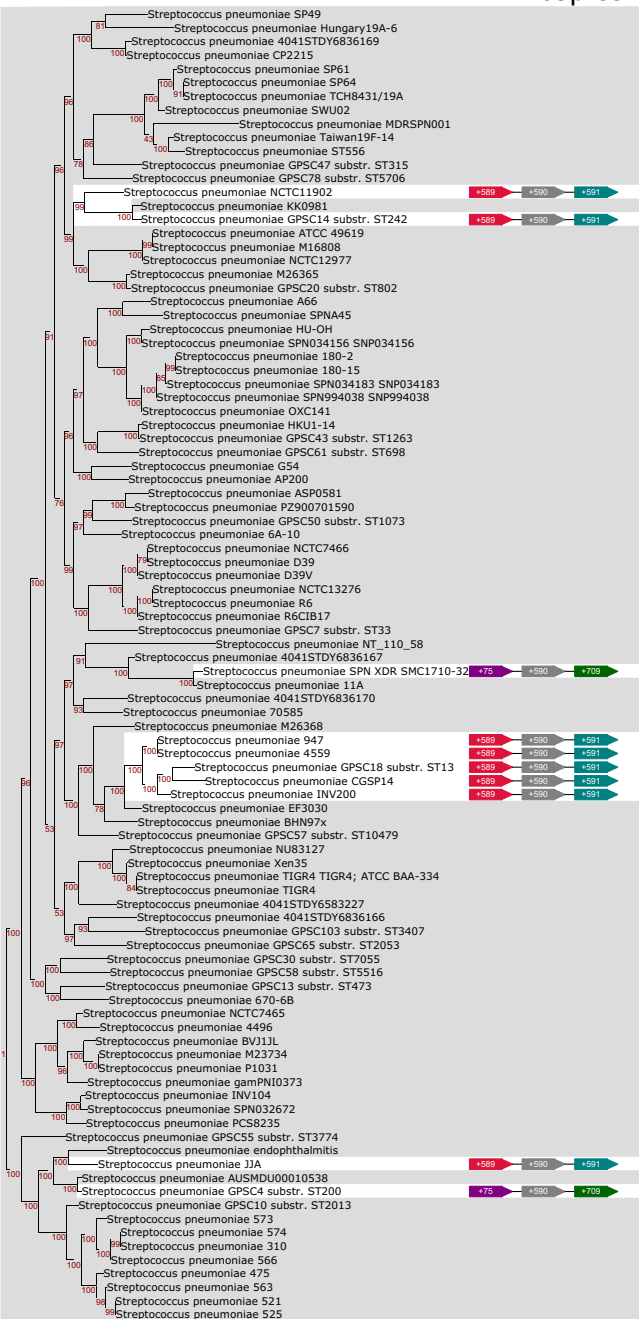 Streptococcus pneumoniae SP49
Streptococcus pneumoniae Hungary19A-6
Streptococcus pneumoniae 4041STDY6836169
Streptococcus pneumoniae CP2215
Streptococcus pneumoniae SP61
Streptococcus pneumoniae SP64
Streptococcus pneumoniae TCH8431/19A
Streptococcus pneumoniae SWU02
Streptococcus pneumoniae MDRSPN001
Streptococcus pneumoniae Taiwan19F-14
Streptococcus pneumoniae ST556
Streptococcus pneumoniae GPSC47 substr. ST315
Streptococcus pneumoniae GPSC78 substr. ST5706
Streptococcus pneumoniae NCTC11902 +589 +590 +591
Streptococcus pneumoniae KK0981
Streptococcus pneumoniae GPSC14 substr. ST242 +589 +590 +591
Streptococcus pneumoniae ATCC 49619
Streptococcus pneumoniae M16808
Streptococcus pneumoniae NCTC12977
Streptococcus pneumoniae M26365
Streptococcus pneumoniae GPSC20 substr. ST802
Streptococcus pneumoniae A66
Streptococcus pneumoniae SPNA45
Streptococcus pneumoniae HU-OH
Streptococcus pneumoniae SPN034156 SNP034156
Streptococcus pneumoniae 180-2
Streptococcus pneumoniae 180-15
Streptococcus pneumoniae SPN034183 SNP034183
Streptococcus pneumoniae SPN994038 SNP994038
Streptococcus pneumoniae OXC141
Streptococcus pneumoniae HKU1-14
Streptococcus pneumoniae GPSC43 substr. ST1263
Streptococcus pneumoniae GPSC61 substr. ST698
Streptococcus pneumoniae G54
Streptococcus pneumoniae AP200
Streptococcus pneumoniae ASP0581
Streptococcus pneumoniae PZ900701590
Streptococcus pneumoniae GPSC50 substr. ST1073
Streptococcus pneumoniae 6A-10
Streptococcus pneumoniae NCTC7466
Streptococcus pneumoniae D39
Streptococcus pneumoniae D39V
Streptococcus pneumoniae NCTC13276
Streptococcus pneumoniae R6
Streptococcus pneumoniae R6CIB17
Streptococcus pneumoniae GPSC7 substr. ST33
Streptococcus pneumoniae NT_110_58
Streptococcus pneumoniae 4041STDY6836167
Streptococcus pneumoniae SPN XDR SMC1710-32 +75 +590 +709
Streptococcus pneumoniae 11A
Streptococcus pneumoniae 4041STDY6836170
Streptococcus pneumoniae 70585
Streptococcus pneumoniae M26368
Streptococcus pneumoniae 947 +589 +590 +591
Streptococcus pneumoniae 4559 +589 +590 +591
Streptococcus pneumoniae GPSC18 substr. ST13 +589 +590 +591
Streptococcus pneumoniae CGSP14 +589 +590 +591
Streptococcus pneumoniae INV200 +589 +590 +591
Streptococcus pneumoniae EF3030
Streptococcus pneumoniae BHN97x
Streptococcus pneumoniae GPSC57 substr. ST10479
Streptococcus pneumoniae NU83127
Streptococcus pneumoniae Xen35
Streptococcus pneumoniae TIGR4 TIGR4; ATCC BAA-334
Streptococcus pneumoniae TIGR4
Streptococcus pneumoniae 4041STDY6583227
Streptococcus pneumoniae 4041STDY6836166
Streptococcus pneumoniae GPSC103 substr. ST3407
Streptococcus pneumoniae GPSC65 substr. ST2053
Streptococcus pneumoniae GPSC30 substr. ST7055
Streptococcus pneumoniae GPSC58 substr. ST5516
Streptococcus pneumoniae GPSC13 substr. ST473
Streptococcus pneumoniae 670-6B
Streptococcus pneumoniae NCTC7465
Streptococcus pneumoniae 4496
Streptococcus pneumoniae BVJ1JL
Streptococcus pneumoniae M23734
Streptococcus pneumoniae P1031
Streptococcus pneumoniae gamPNI0373
Streptococcus pneumoniae INV104
Streptococcus pneumoniae SPN032672
Streptococcus pneumoniae PCS8235
Streptococcus pneumoniae GPSC55 substr. ST3774
Streptococcus pneumoniae endophthalmitis
Streptococcus pneumoniae JJA +589 +590 +591
Streptococcus pneumoniae AUSMDU00010538
Streptococcus pneumoniae GPSC4 substr. ST200 +75 +590 +709
Streptococcus pneumoniae GPSC10 substr. ST2013
Streptococcus pneumoniae 573
Streptococcus pneumoniae 574
Streptococcus pneumoniae 310
Streptococcus pneumoniae 566
Streptococcus pneumoniae 475
Streptococcus pneumoniae 563
Streptococcus pneumoniae 521
Streptococcus pneumoniae 525